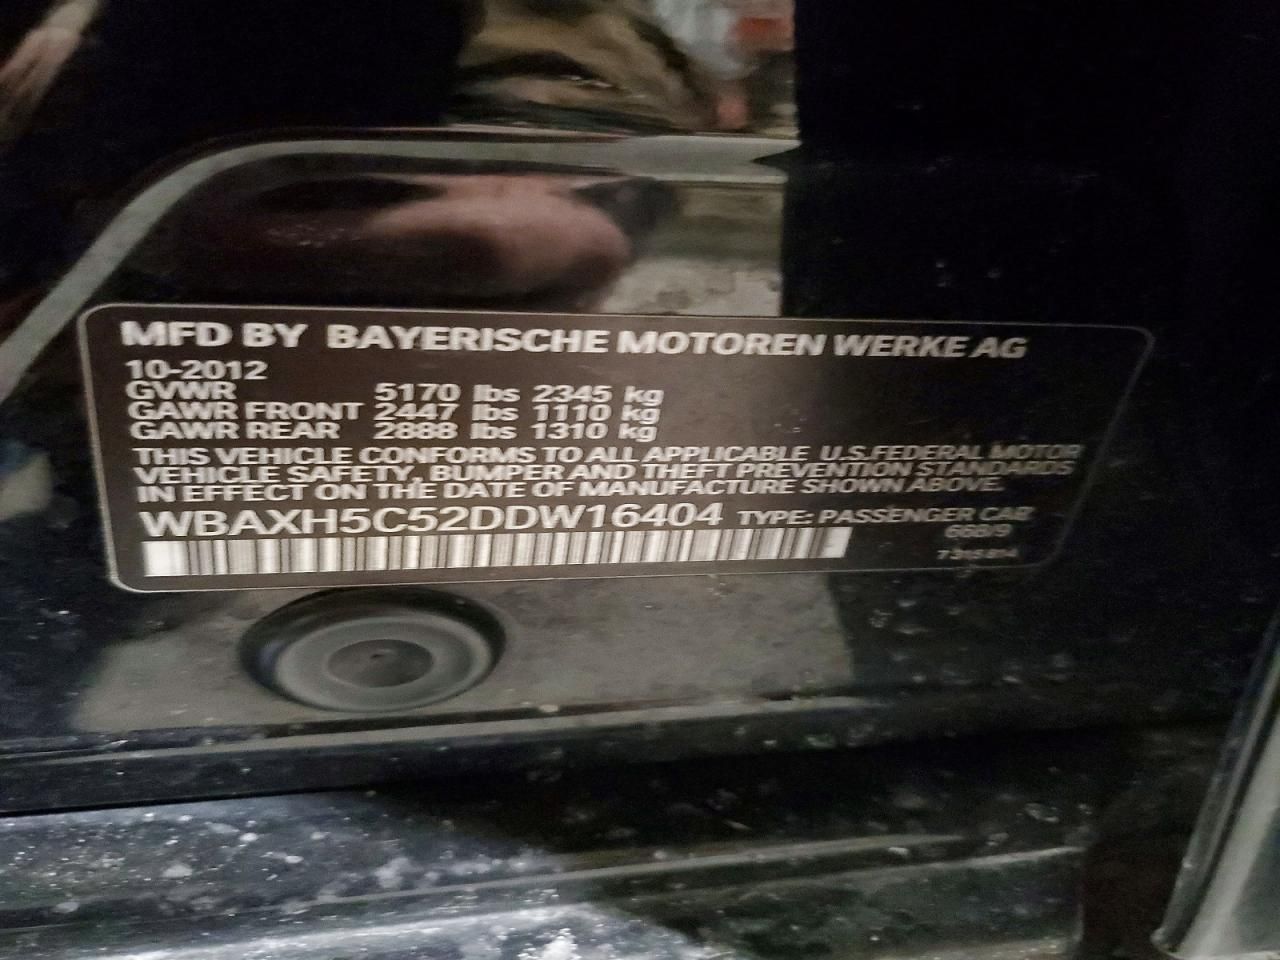 MFD BY BAYERISCHE MOTOREN WERKE AG
10-2012
GVWR 5170 lbs 2345 kg
GAWR FRONT 2447 lbs 1110 kg
GAWR REAR 2888 lbs 1310 kg
THIS VEHICLE CONFORMS TO ALL APPLICABLE U.S.FEDERAL MOTOR
VEHICLE SAFETY, BUMPER AND THEFT PREVENTION STANDARDS
IN EFFECT ON THE DATE OF MANUFACTURE SHOWN ABOVE.
WBAXH5C52DDW16404 TYPE: PASSENGER CAR